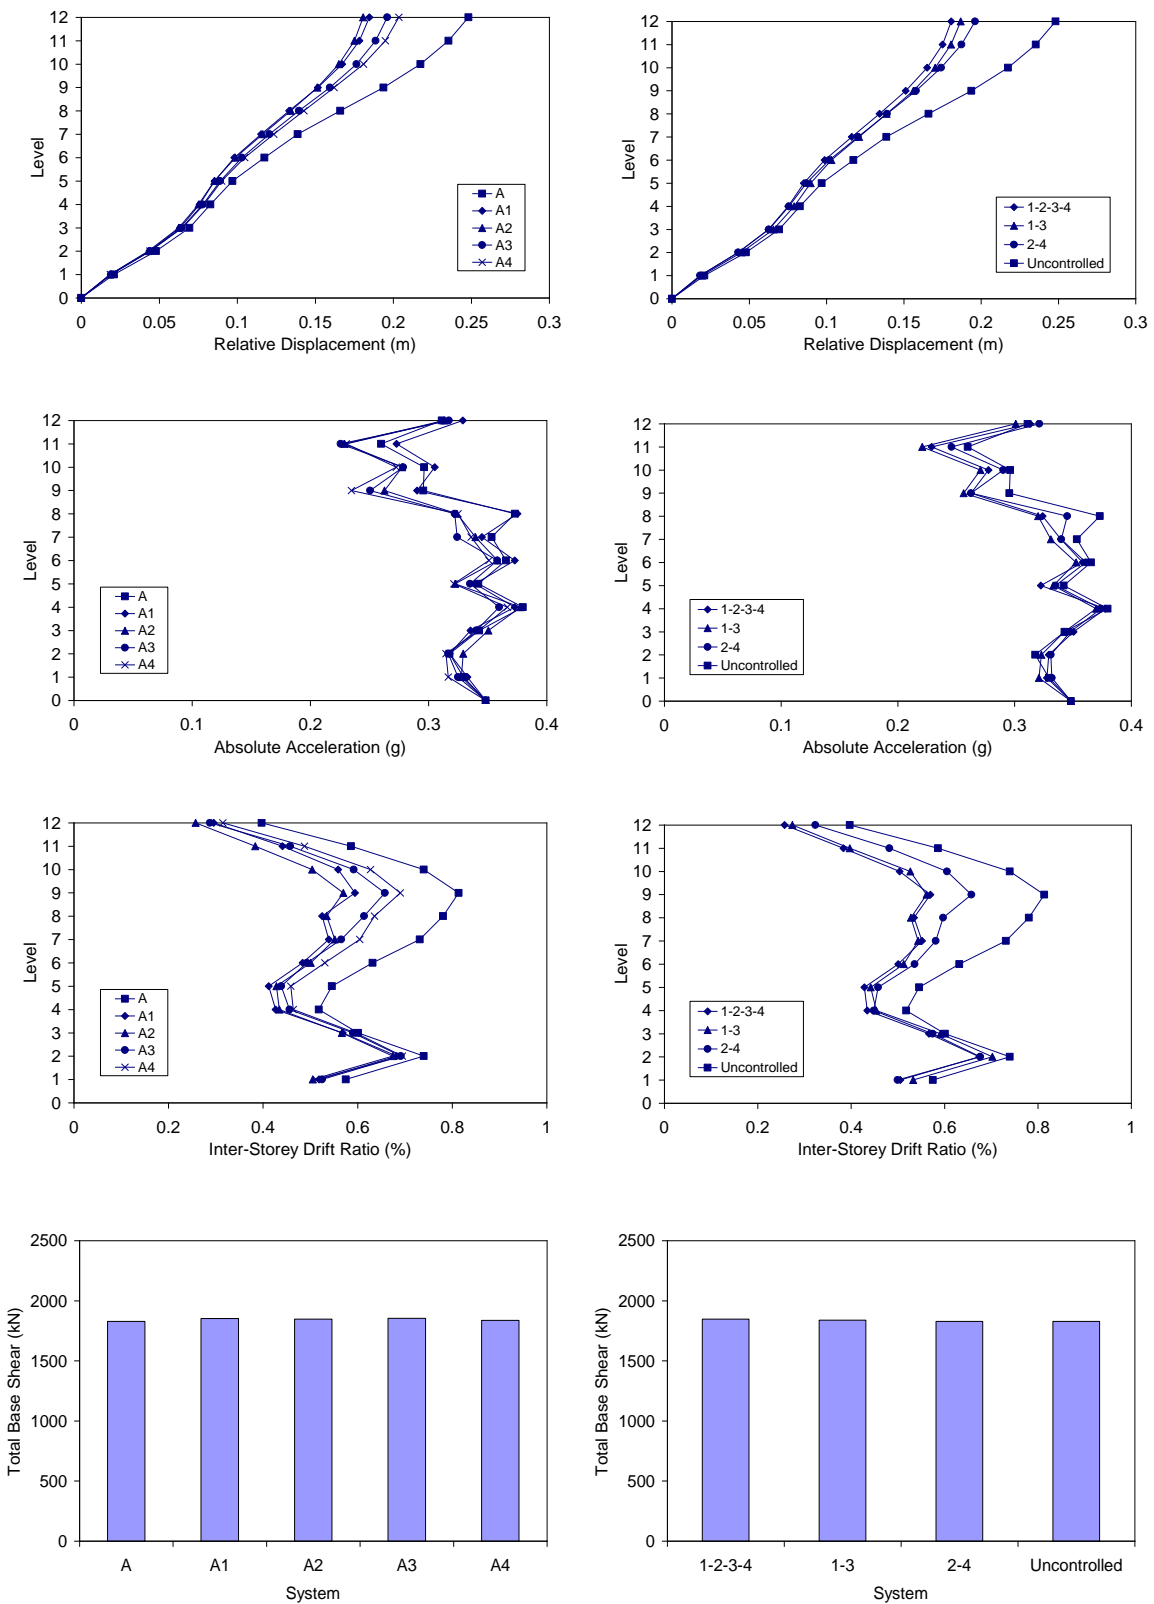 12
11
10
9
8
7
6
5
4
3
2
1
0
Level
A
A1
A2
A3
A4
0 0.05 0.1 0.15 0.2 0.25 0.3
Relative Displacement (m)
12
11
10
9
8
7
6
5
4
3
2
1
0
Level
1-2-3-4
1-3
2-4
Uncontrolled
0 0.05 0.1 0.15 0.2 0.25 0.3
Relative Displacement (m)
12
11
10
9
8
7
6
5
4
3
2
1
0
Level
A
A1
A2
A3
A4
0 0.1 0.2 0.3 0.4
Absolute Acceleration (g)
12
11
10
9
8
7
6
5
4
3
2
1
0
Level
1-2-3-4
1-3
2-4
Uncontrolled
0 0.1 0.2 0.3 0.4
Absolute Acceleration (g)
12
11
10
9
8
7
6
5
4
3
2
1
0
Level
A
A1
A2
A3
A4
0 0.2 0.4 0.6 0.8 1
Inter-Storey Drift Ratio (%)
12
11
10
9
8
7
6
5
4
3
2
1
0
Level
1-2-3-4
1-3
2-4
Uncontrolled
0 0.2 0.4 0.6 0.8 1
Inter-Storey Drift Ratio (%)
2500
2000
1500
1000
500
0
Total Base Shear (kN)
A A1 A2 A3 A4
System
2500
2000
1500
1000
500
0
Total Base Shear (kN)
1-2-3-4 1-3 2-4 Uncontrolled
System